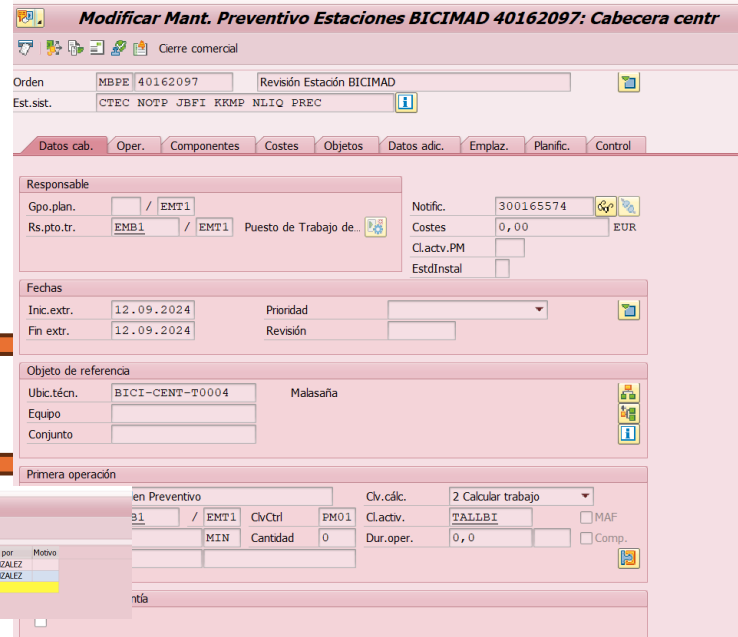 Modificar Mant. Preventivo Estaciones BICIMAD 40162097: Cabecera centr
Cierre comercial
Orden MBPE 40162097 Revisión Estación BICIMAD
Est.sist. CTEC NOTP JBFI KKMP NLIQ PREC
Datos cab. Oper. Componentes Costes Objetos Datos adic. Emplaz. Planific. Control
Responsable
Gpo.plan. / EMT1 Notific. 300165574
Rs.pto.tr. EMB1 / EMT1 Puesto de Trabajo de... Costes 0,00 EUR
Cl.actv.PM
EstdInstal
Fechas
Inic.extr. 12.09.2024 Prioridad
Fin extr. 12.09.2024 Revisión
Objeto de referencia
Ubic.técn. BICI-CENT-T0004 Malasaña
Equipo
Conjunto
Primera operación
en Preventivo Clv.cálc. 2 Calcular trabajo
B1 / EMT1 ClvCtrl PM01 Cl.activ. TALLBI MAF
MIN Cantidad 0 Dur.oper. 0,0 Comp.
por Motivo
ZALEZ
ZALEZ
ntía